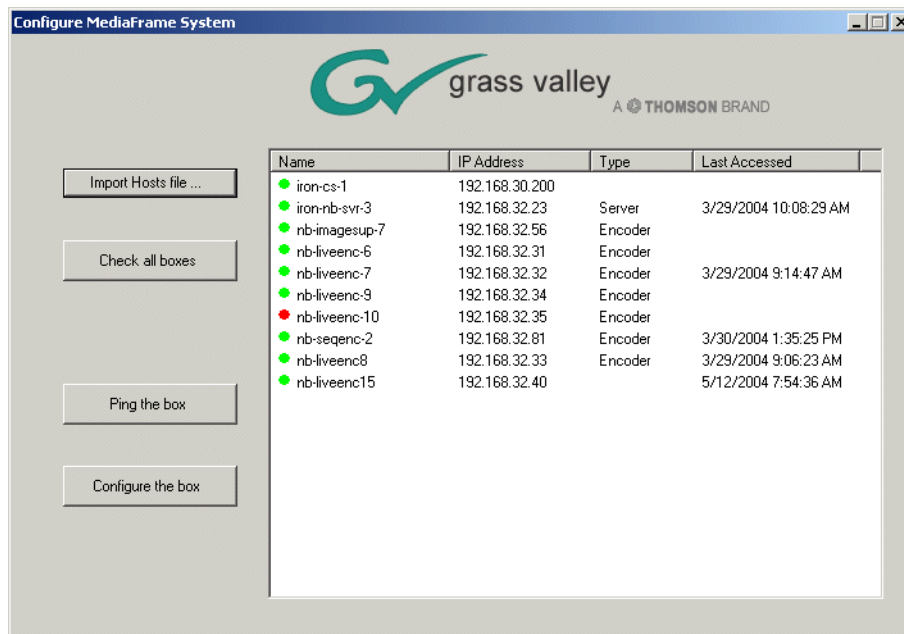 Configure MediaFrame System
grass valley
A THOMSON BRAND
Import Hosts file ...
Check all boxes
Ping the box
Configure the box
Name IP Address Type Last Accessed
iron-cs-1 192.168.30.200
iron-nb-svr-3 192.168.32.23 Server 3/29/2004 10:08:29 AM
nb-imagesup-7 192.168.32.56 Encoder
nb-liveenc-6 192.168.32.31 Encoder
nb-liveenc-7 192.168.32.32 Encoder 3/29/2004 9:14:47 AM
nb-liveenc-9 192.168.32.34 Encoder
nb-liveenc-10 192.168.32.35 Encoder
nb-seqenc-2 192.168.32.81 Encoder 3/30/2004 1:35:25 PM
nb-liveenc8 192.168.32.33 Encoder 3/29/2004 9:06:23 AM
nb-liveenc15 192.168.32.40 5/12/2004 7:54:36 AM